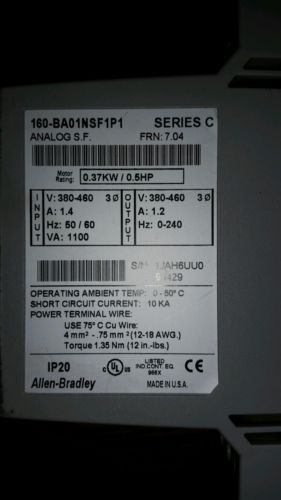 160-BA01NSF1P1 SERIES C
ANALOG S.F. FRN: 7.04
Motor Rating: 0.37KW / 0.5HP
INPUT
V: 380-460 3Ø
A: 1.4
Hz: 50 / 60
VA: 1100
OUTPUT
V: 380-460 3Ø
A: 1.2
Hz: 0-240
S/N:
OPERATING AMBIENT TEMP: 0 - 50° C
SHORT CIRCUIT CURRENT: 10 KA
POWER TERMINAL WIRE:
USE 75° C Cu Wire:
4 mm² - .75 mm² (12-18 AWG.)
Torque 1.35 Nm (12 in.-lbs.)
IP20
Allen-Bradley
C UL US
LISTED
IND.CONT. EQ
966X
MADE IN U.S.A.